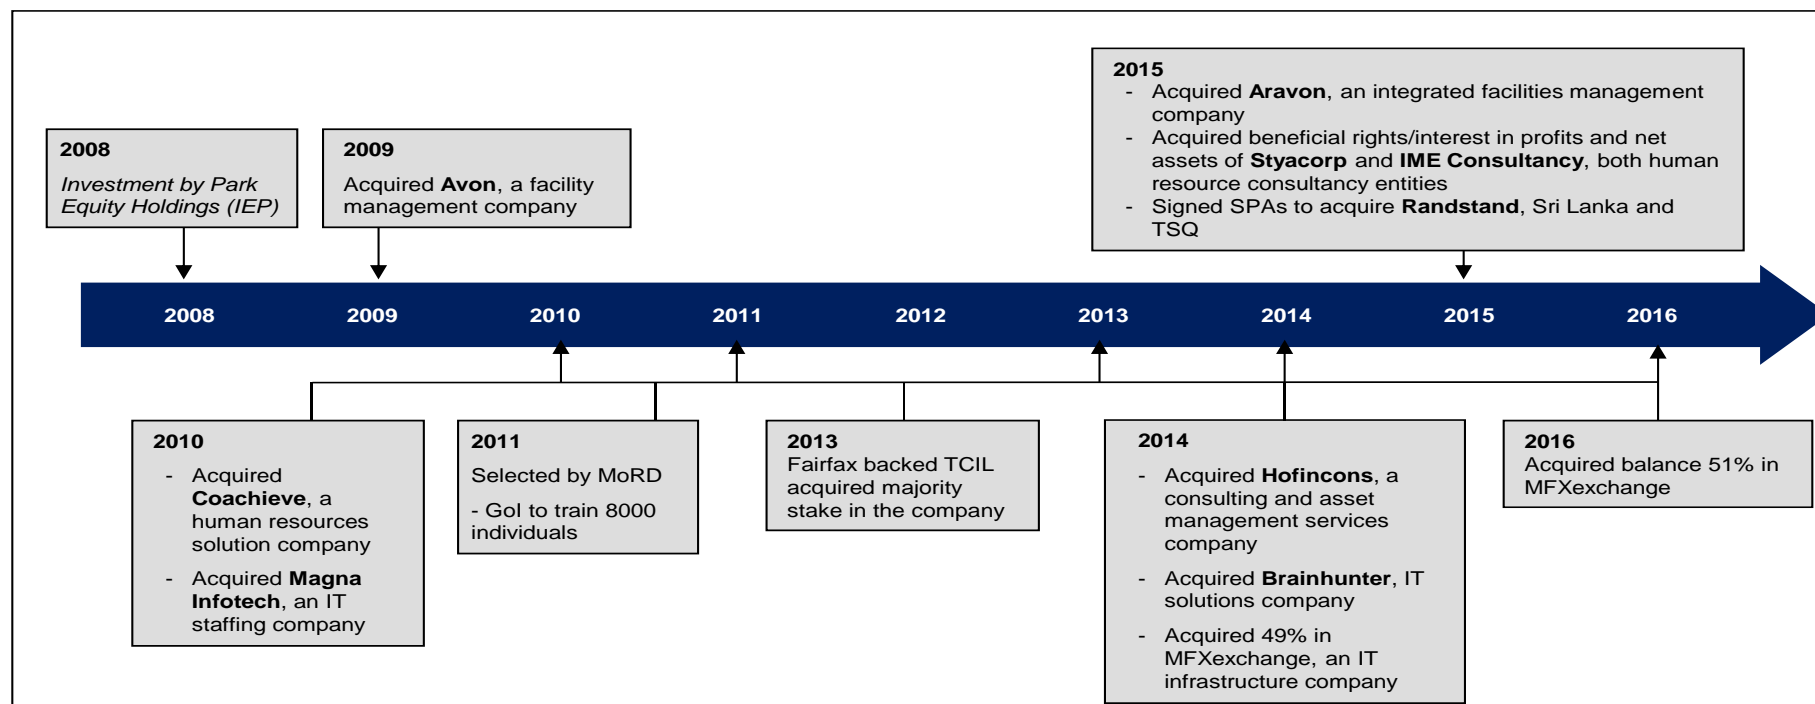 2008
Investment by Park
Equity Holdings (IEP)
2009
Acquired Avon, a facility
management company
2015
- Acquired Aravon, an integrated facilities management
company
- Acquired beneficial rights/interest in profits and net
assets of Styacorp and IME Consultancy, both human
resource consultancy entities
- Signed SPAs to acquire Randstand, Sri Lanka and
TSQ
2008 2009 2010 2011 2012 2013 2014 2015 2016
2010
- Acquired
Coachieve, a
human resources
solution company
- Acquired Magna
Infotech, an IT
staffing company
2011
Selected by MoRD
- GoI to train 8000
individuals
2013
Fairfax backed TCIL
acquired majority
stake in the company
2014
- Acquired Hofincons, a
consulting and asset
management services
company
- Acquired Brainhunter, IT
solutions company
- Acquired 49% in
MFXexchange, an IT
infrastructure company
2016
Acquired balance 51% in
MFXexchange